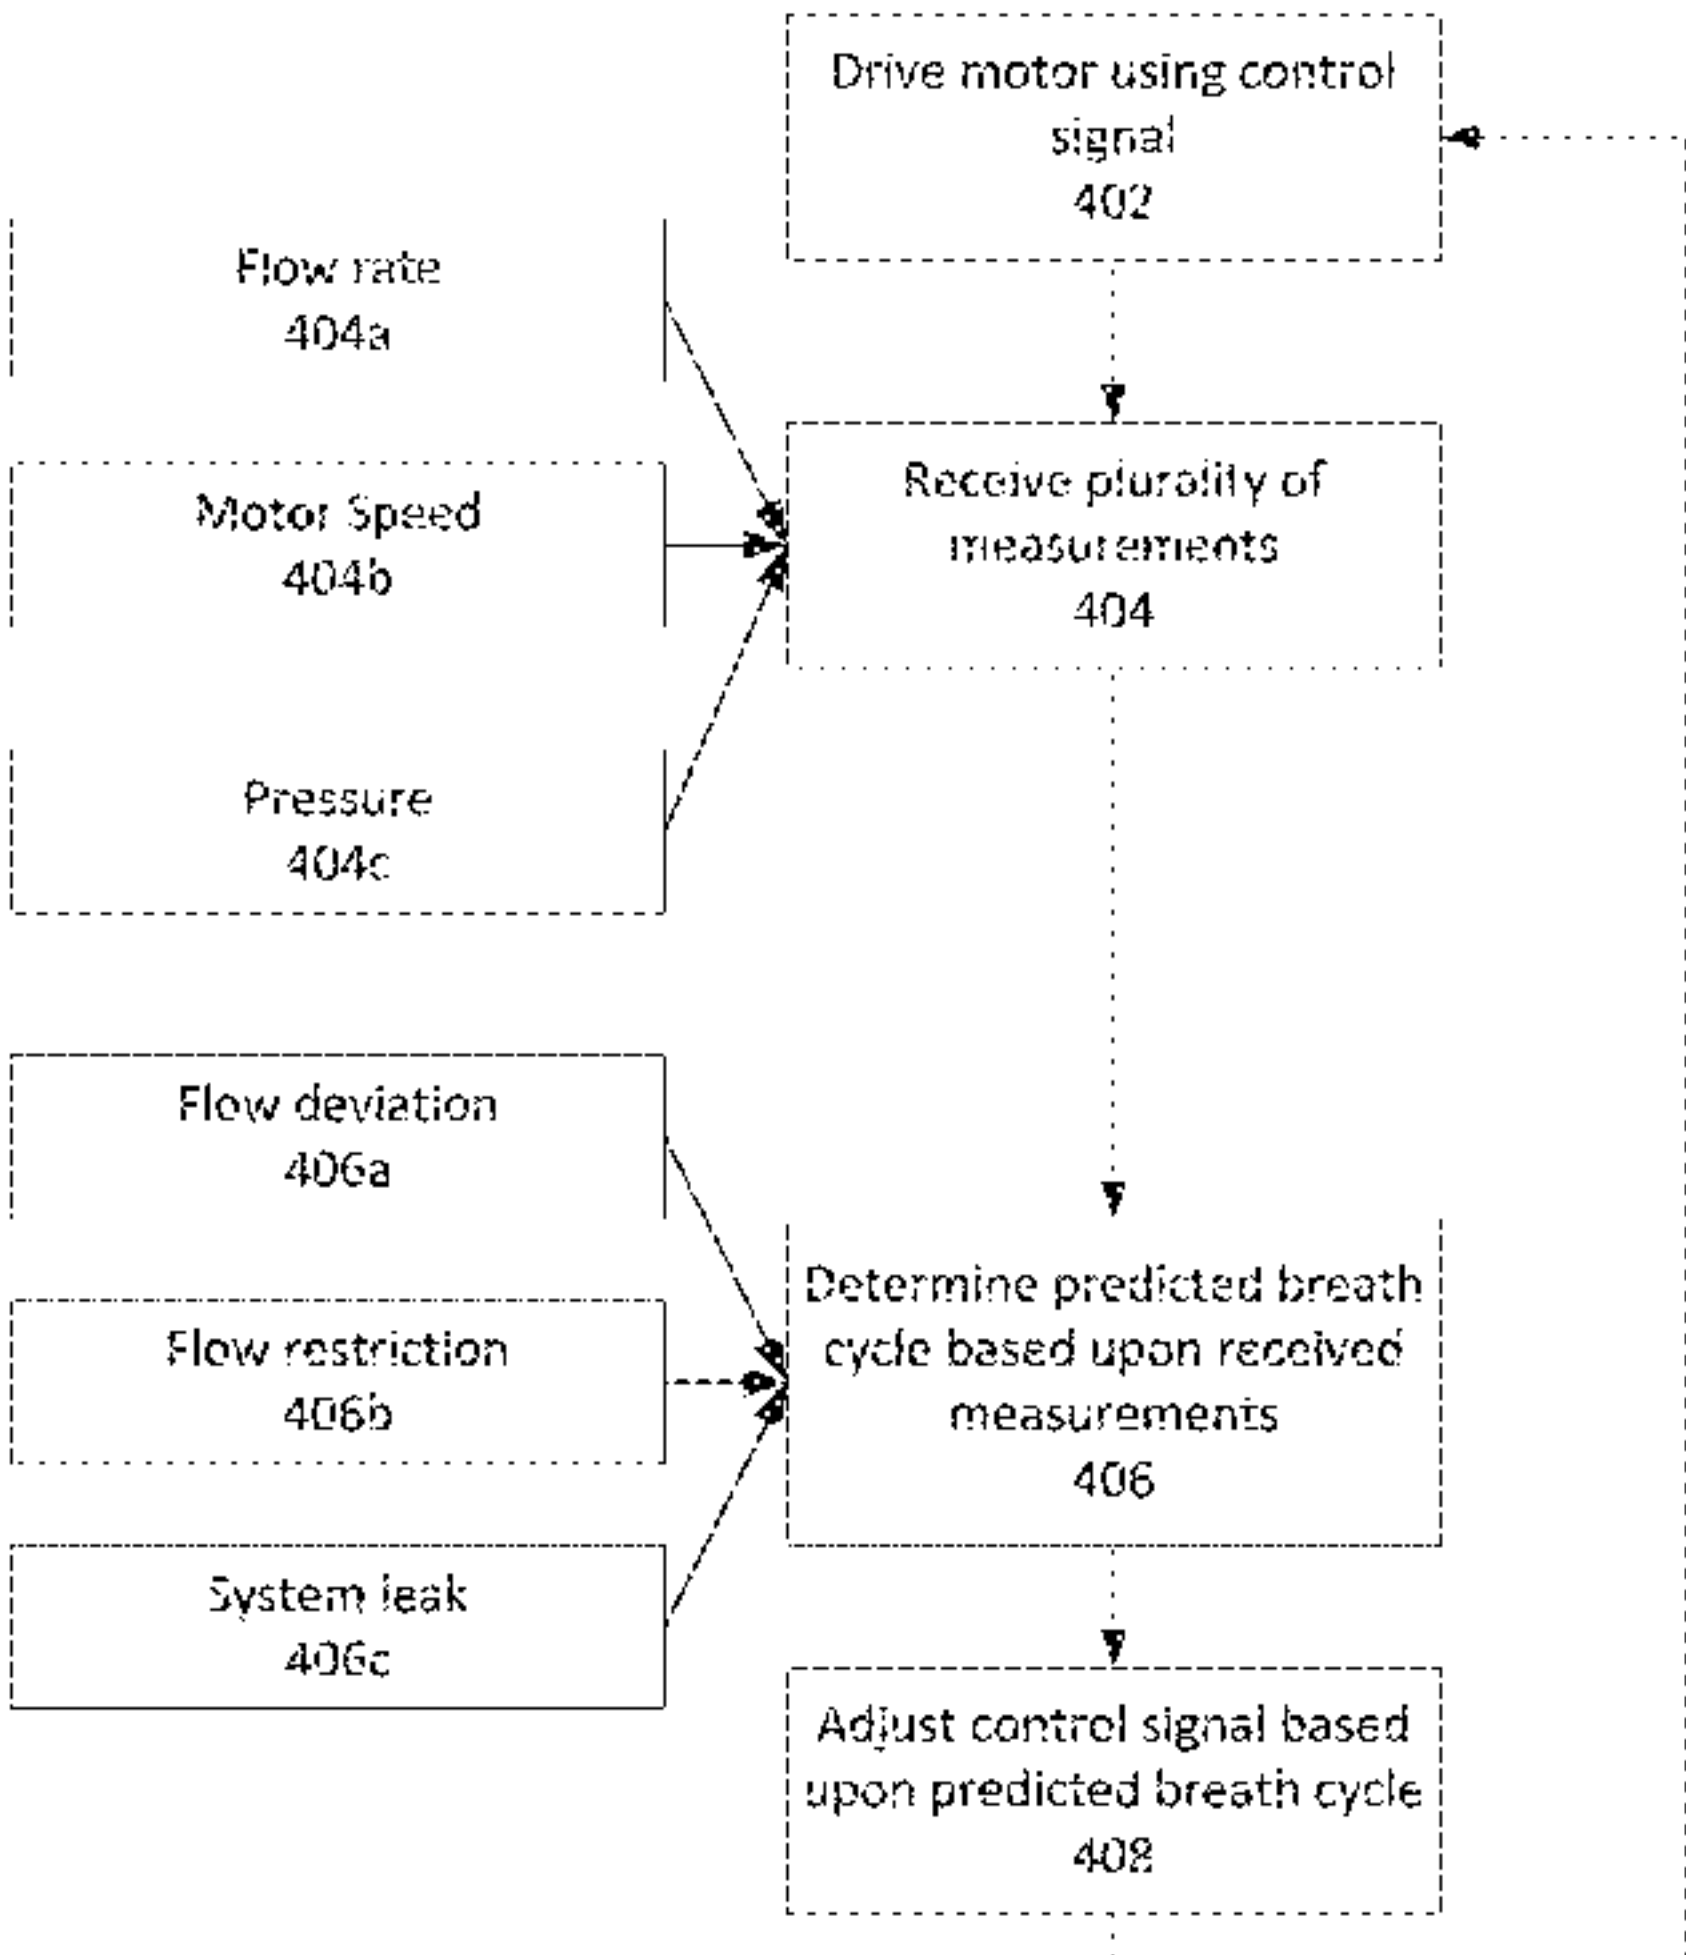 Drive motor using control
signal
402
Flow rate
404a
Motor Speed
404b
Receive plurality of
measurements
404
Pressure
404c
Flow deviation
406a
Flow restriction
406b
Determine predicted breath
cycle based upon received
measurements
406
System leak
406c
Adjust control signal based
upon predicted breath cycle
408